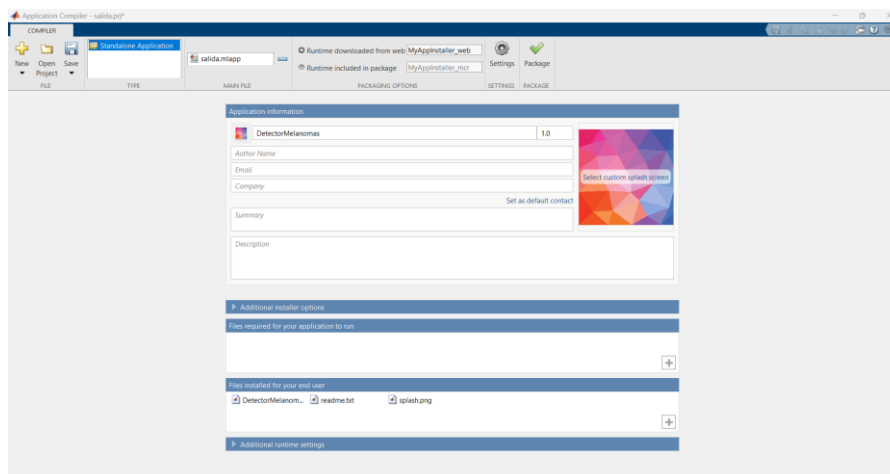 Application Compiler - salida.prj*
COMPILER
New
Open Project
Save
FILE
Standalone Application
TYPE
salida.mlapp
MAIN FILE
Runtime downloaded from web MyAppInstaller_web
Runtime included in package MyAppInstaller_mcr
PACKAGING OPTIONS
Settings
SETTINGS
Package
PACKAGE
Application information
DetectorMelanomas 1.0
Author Name
Email
Company
Set as default contact
Select custom splash screen
Summary
Description
Additional installer options
Files required for your application to run
Files installed for your end user
DetectorMelanom... readme.txt splash.png
Additional runtime settings